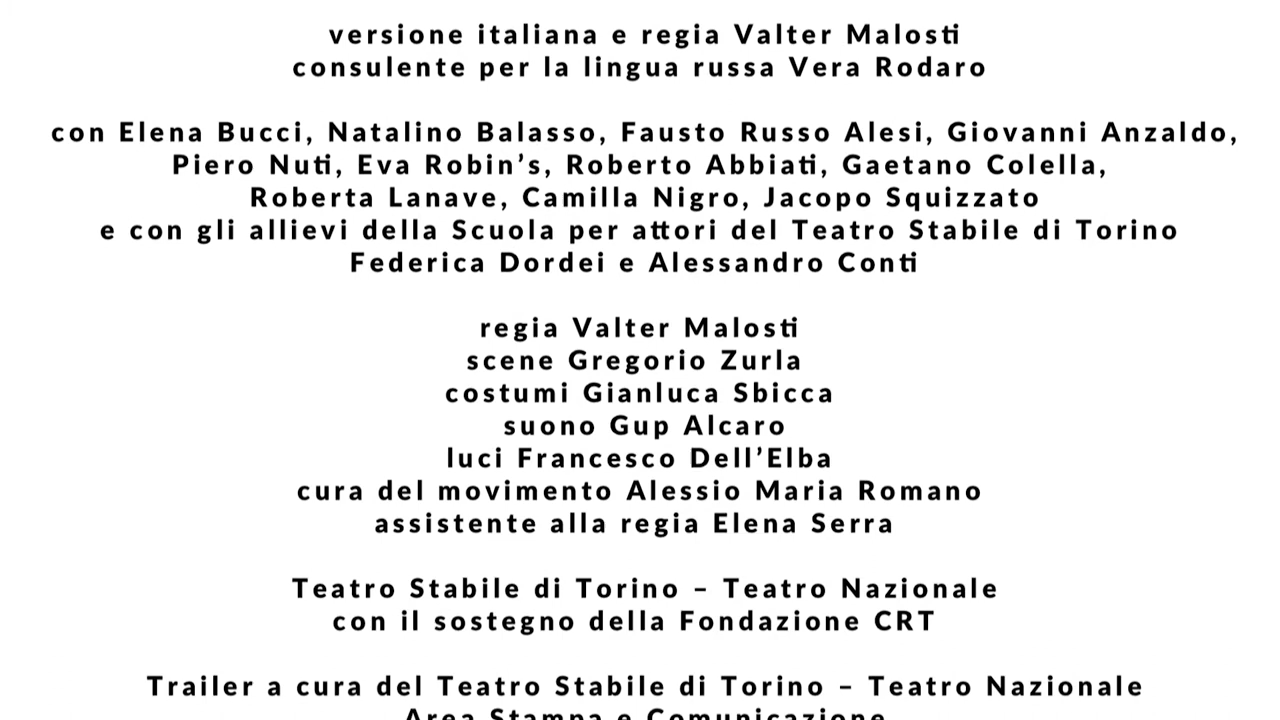 versione italiana e regia Valter Malosti
consulente per la lingua russa Vera Rodaro
con Elena Bucci, Natalino Balasso, Fausto Russo Alesi, Giovanni Anzaldo,
Piero Nuti, Eva Robin’s, Roberto Abbiati, Gaetano Colella,
Roberta Lanave, Camilla Nigro, Jacopo Squizzato
e con gli allievi della Scuola per attori del Teatro Stabile di Torino
Federica Dordei e Alessandro Conti
regia Valter Malosti
scene Gregorio Zurla
costumi Gianluca Sbicca
suono Gup Alcaro
luci Francesco Dell’Elba
cura del movimento Alessio Maria Romano
assistente alla regia Elena Serra
Teatro Stabile di Torino – Teatro Nazionale
con il sostegno della Fondazione CRT
Trailer a cura del Teatro Stabile di Torino – Teatro Nazionale
Area Stampa e Comunicazione